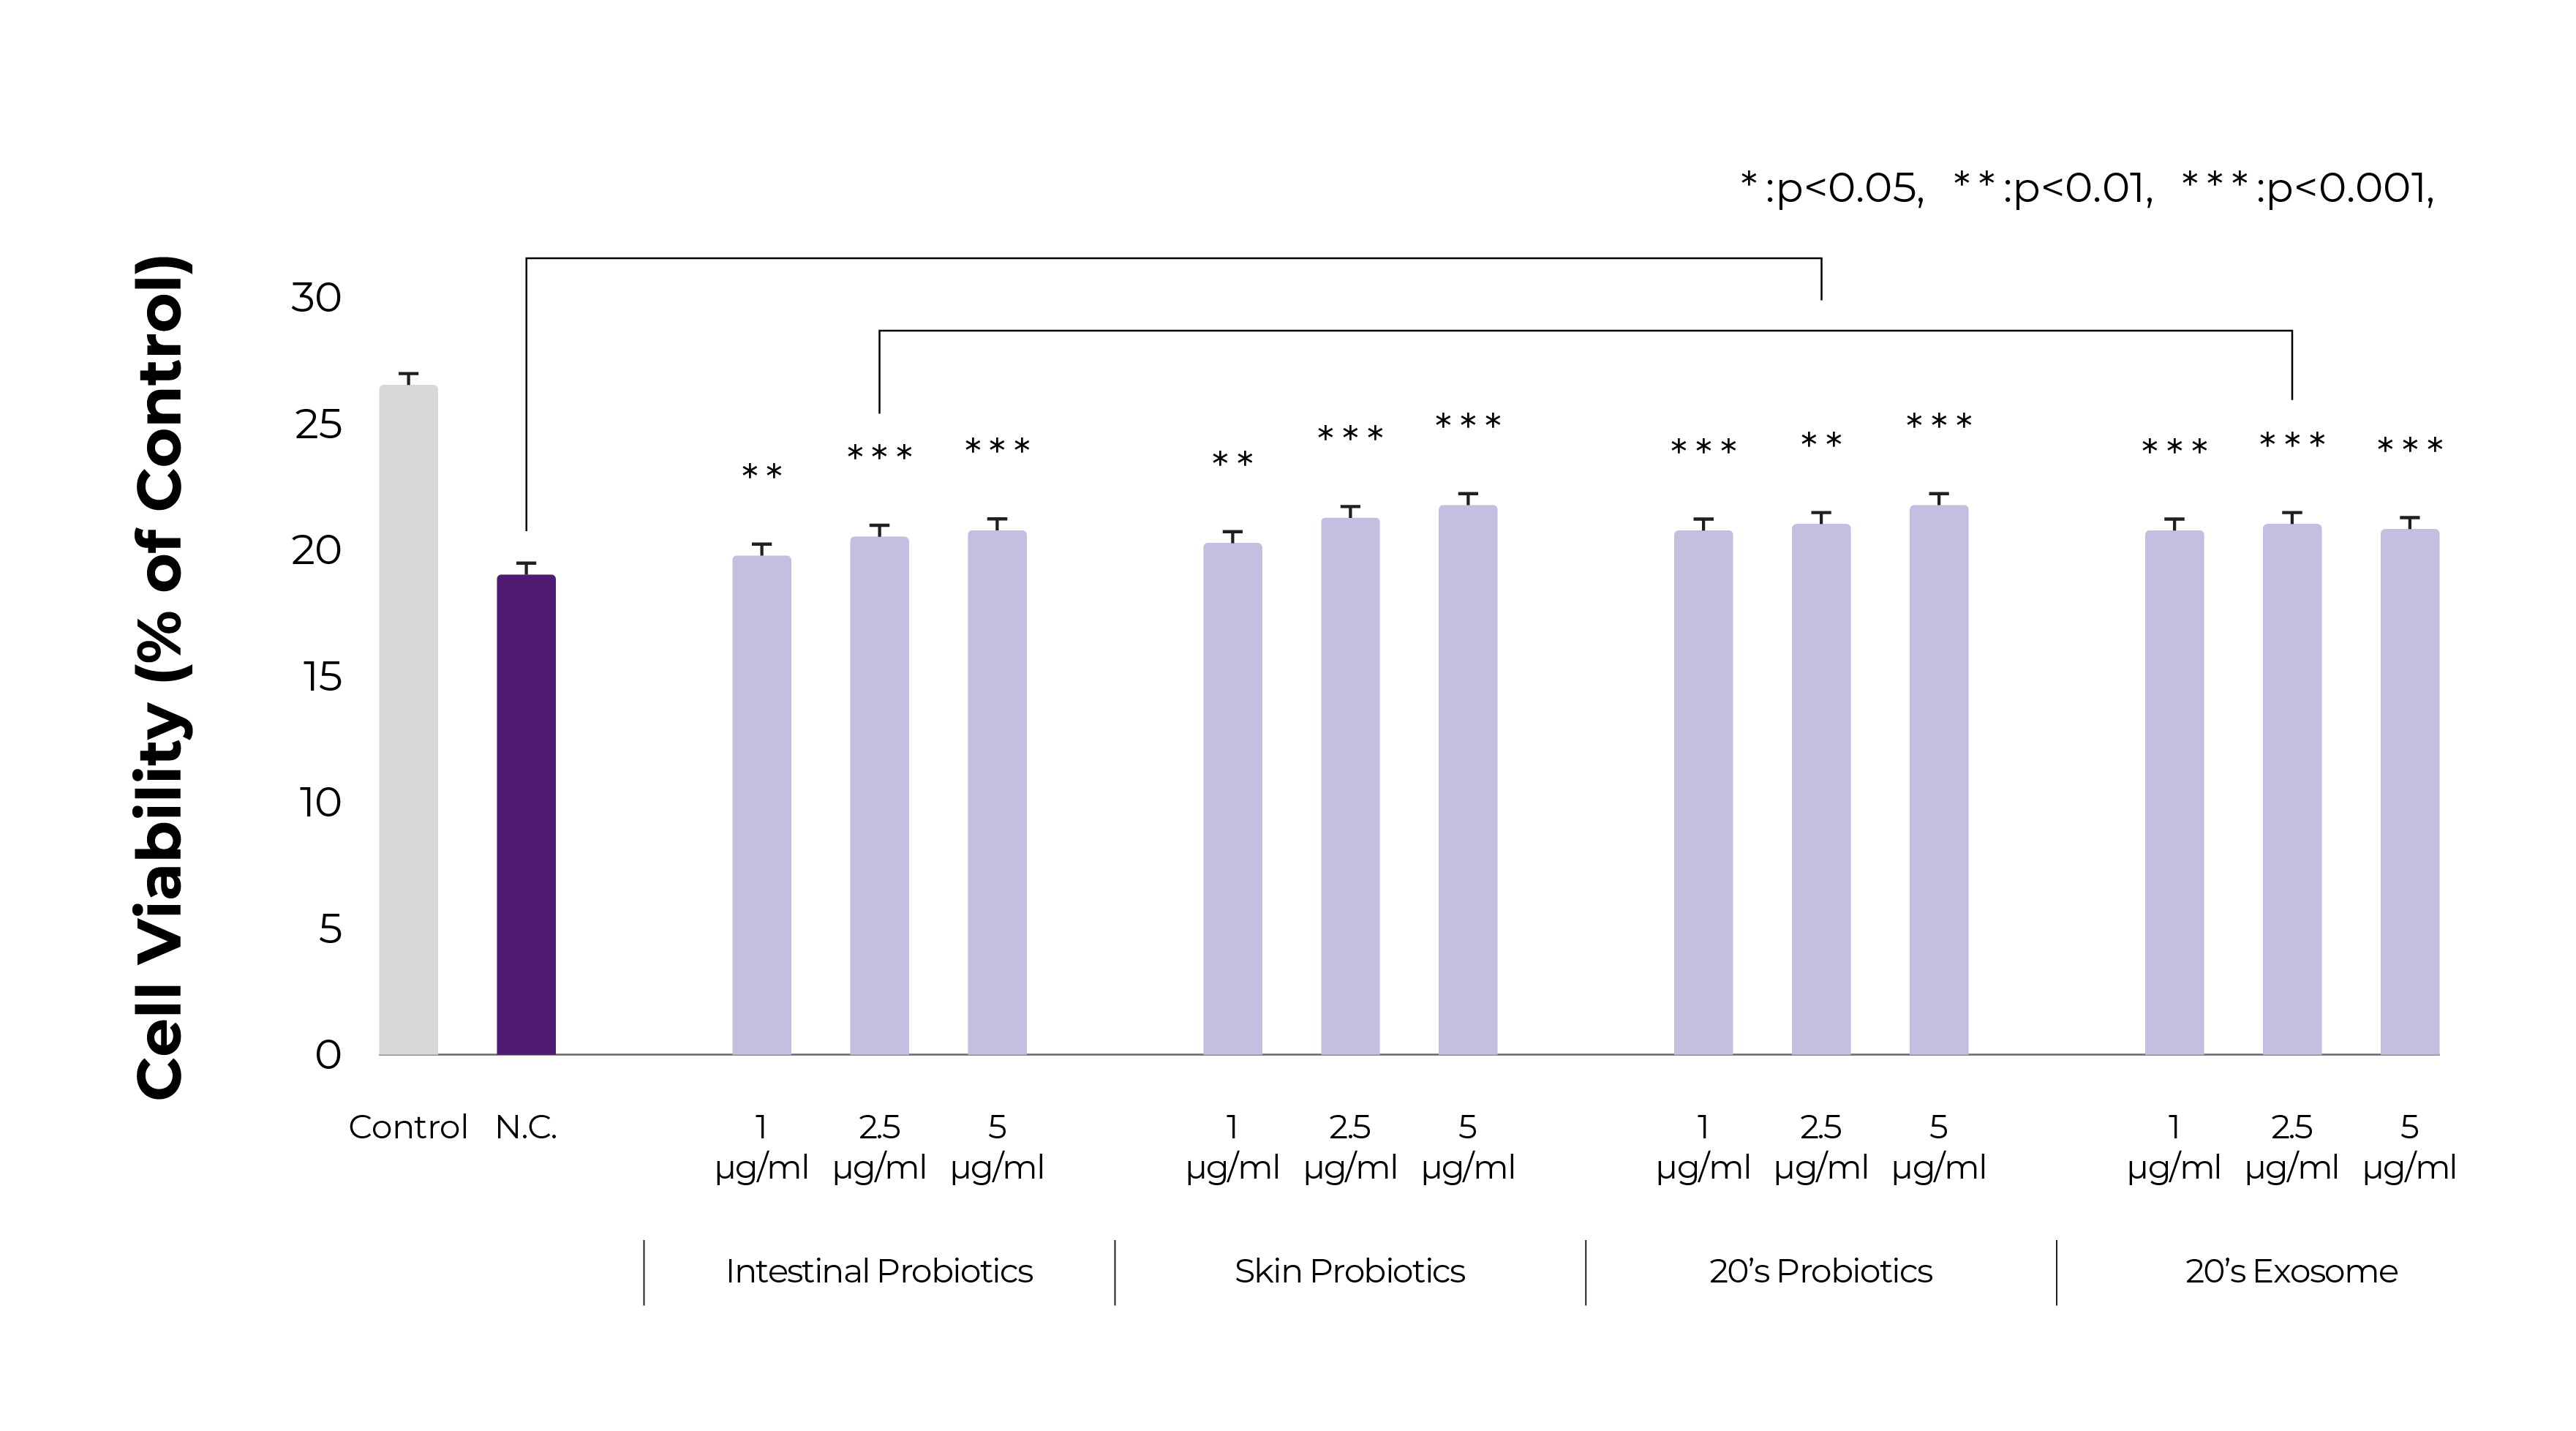 *:p<0.05, **:p<0.01, ***:p<0.001,
Cell Viability (% of Control)
30
25
20
15
10
5
0
** *** *** ** *** *** *** ** *** *** *** ***
Control N.C. 1 2.5 5 1 2.5 5 1 2.5 5 1 2.5 5
µg/ml µg/ml µg/ml µg/ml µg/ml µg/ml µg/ml µg/ml µg/ml µg/ml µg/ml µg/ml
Intestinal Probiotics Skin Probiotics 20’s Probiotics 20’s Exosome